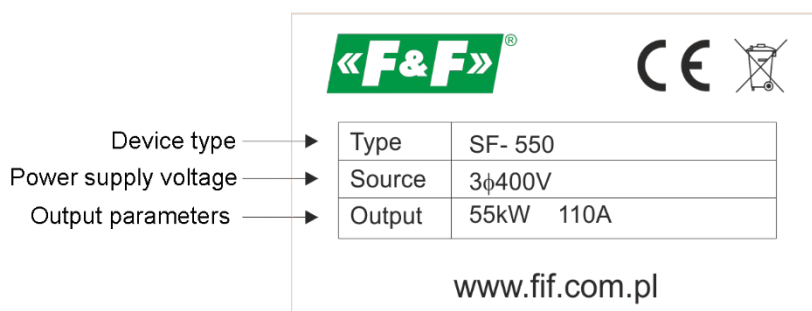 «F&F»®
CE
Device type Type SF- 550
Power supply voltage Source 3ϕ400V
Output parameters Output 55kW 110A
www.fif.com.pl